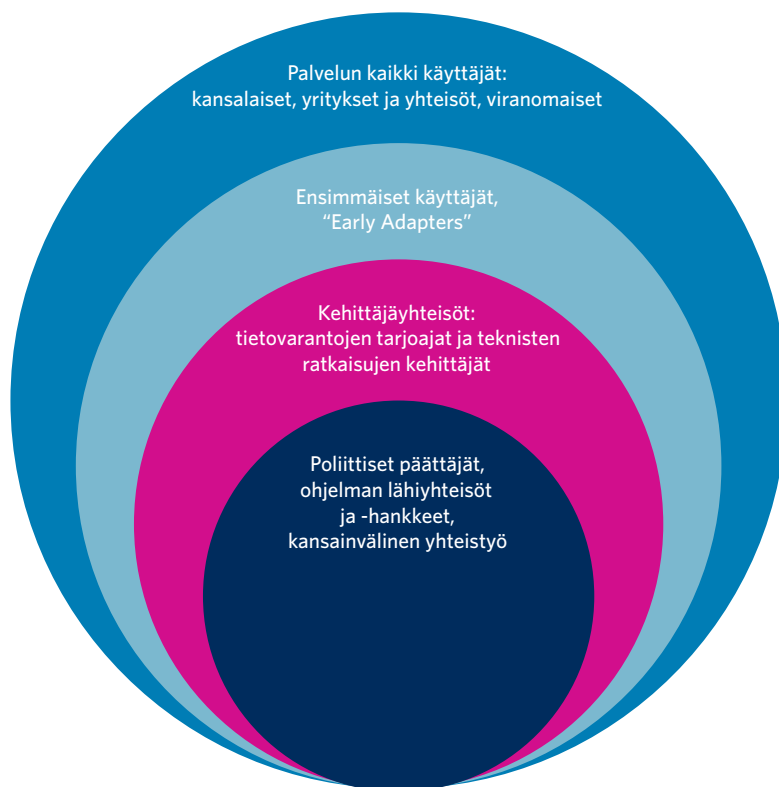 Palvelun kaikki käyttäjät:
kansalaiset, yritykset ja yhteisöt, viranomaiset
Ensimmäiset käyttäjät,
“Early Adapters”
Kehittäjäyhteisöt:
tietovarantojen tarjoajat ja teknisten
ratkaisujen kehittäjät
Poliittiset päättäjät,
ohjelman lähiyhteisöt
ja -hankkeet,
kansainvälinen yhteistyö